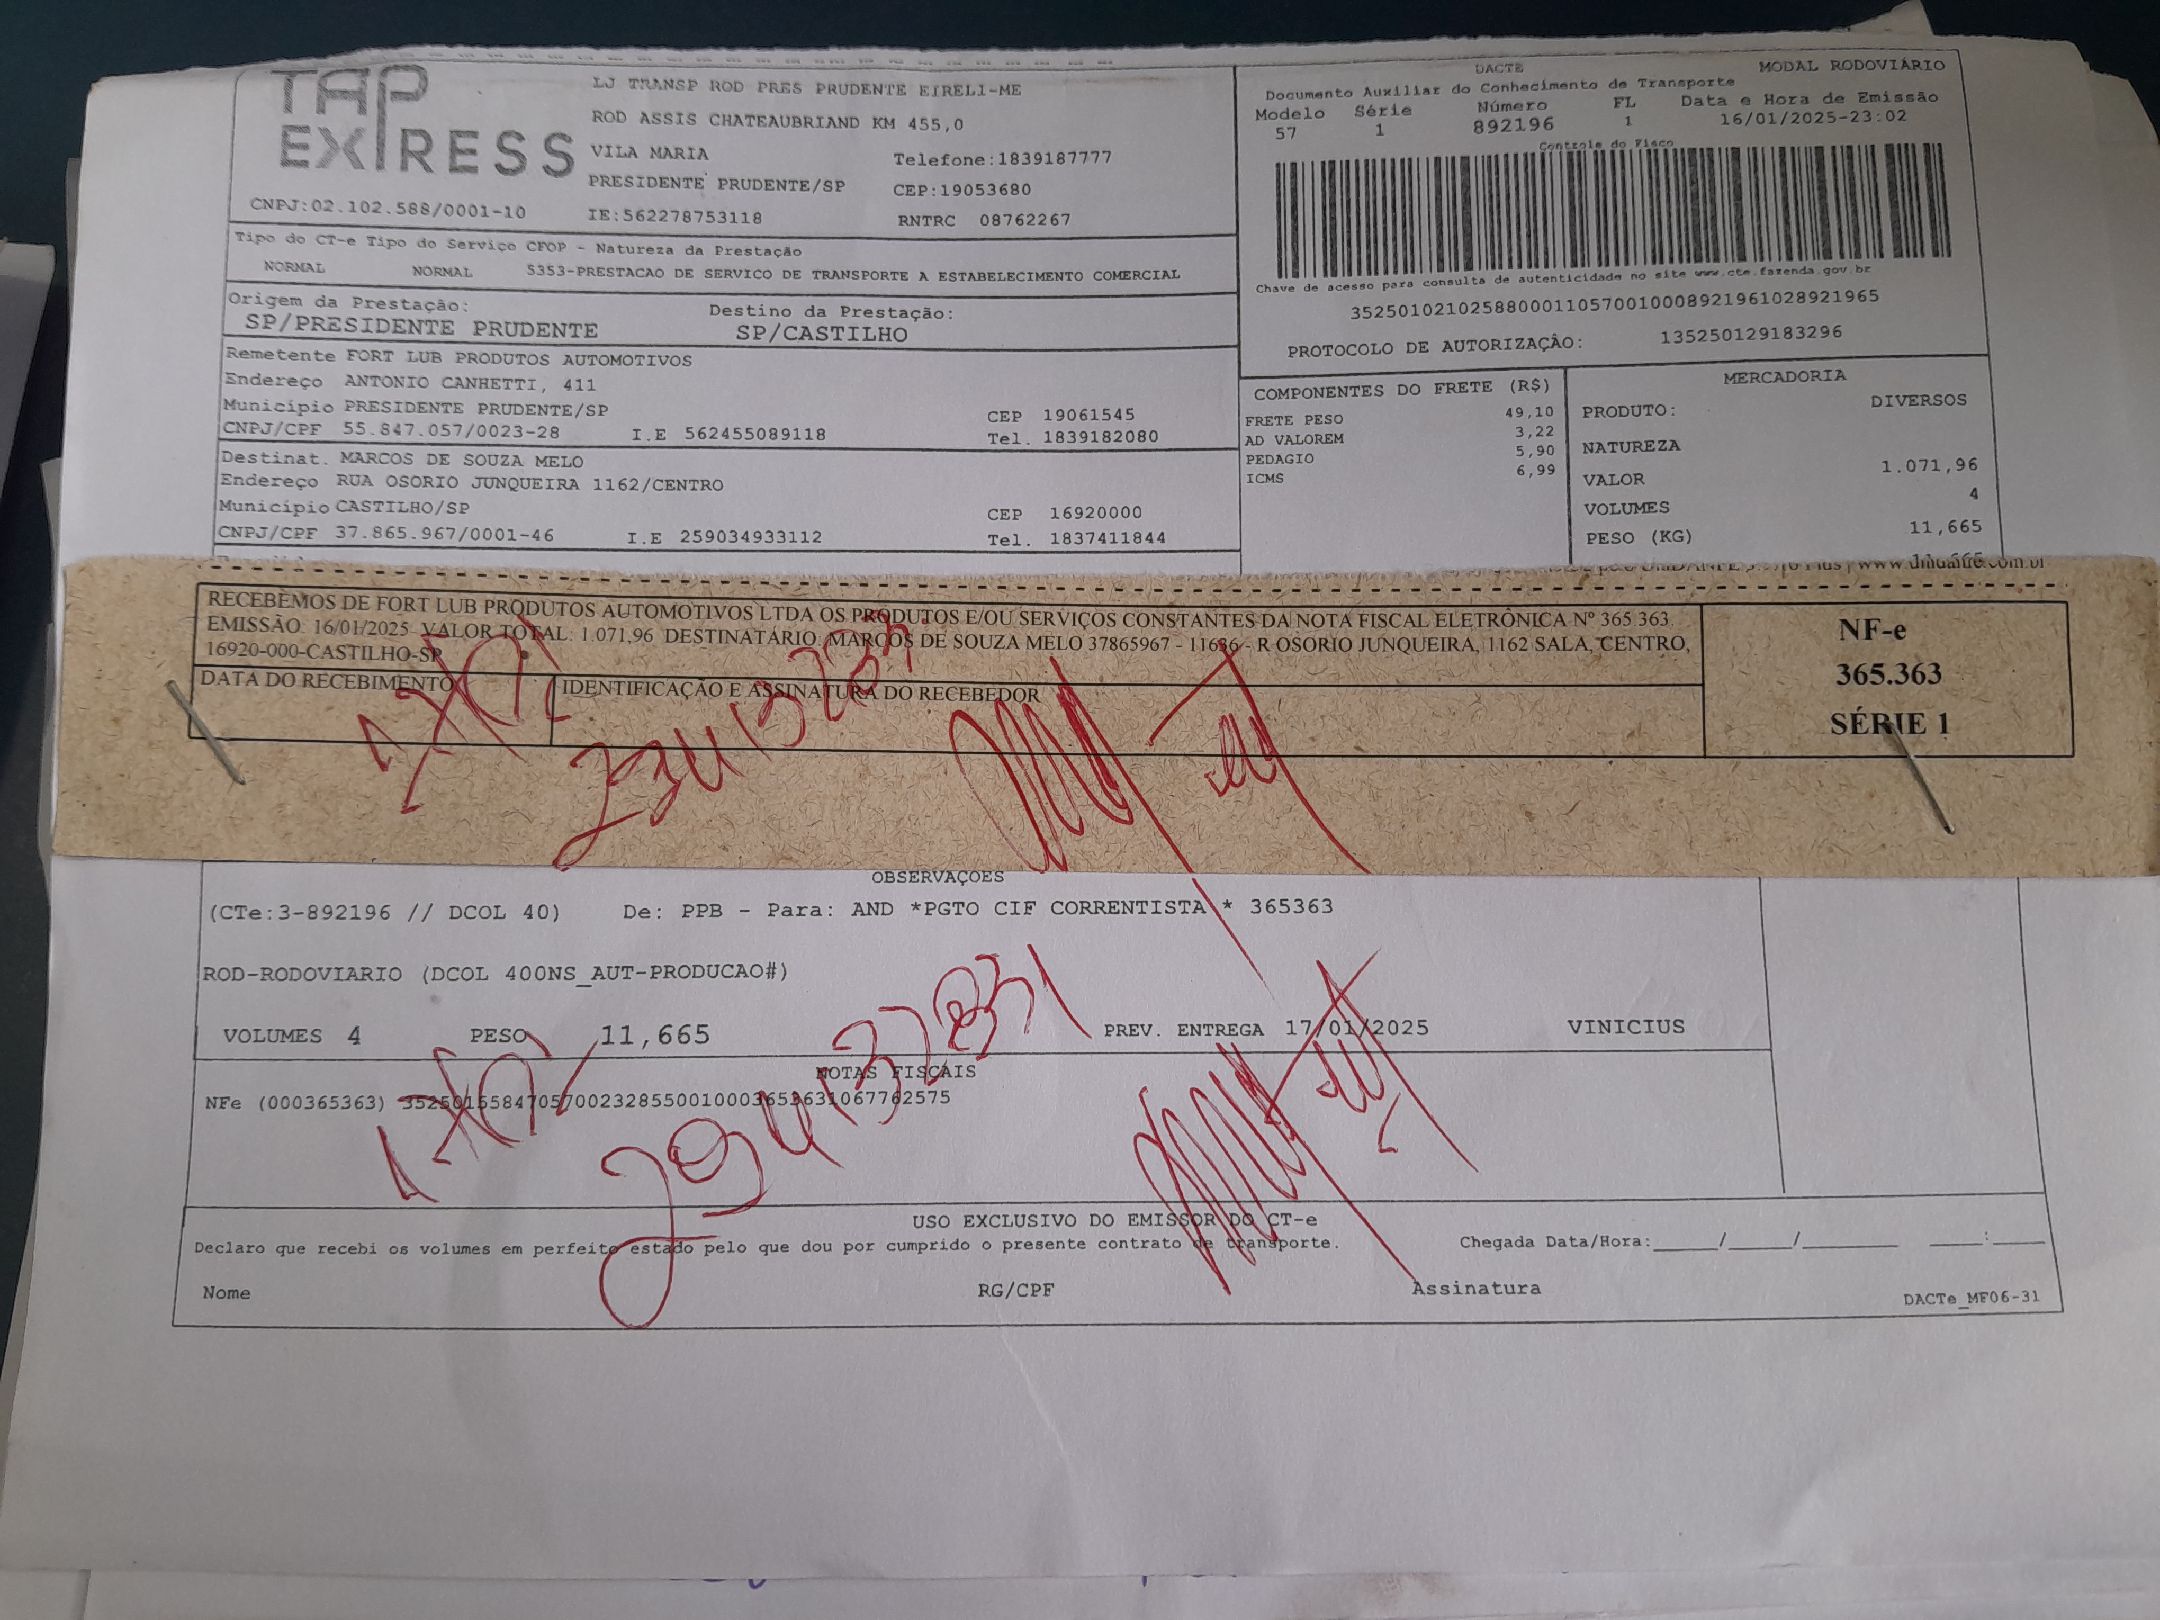 TAP EXPRESS
CNPJ:02.102.588/0001-10
LJ TRANSP ROD PRES PRUDENTE EIRELI-ME
ROD ASSIS CHATEAUBRIAND KM 455,0
VILA MARIA Telefone:1839187777
PRESIDENTE PRUDENTE/SP CEP:19053680
IE:562278753118 RNTRC 08762267
DACTE MODAL RODOVIÁRIO
Documento Auxiliar do Conhecimento de Transporte
Modelo Série Número FL Data e Hora de Emissão
57 1 892196 1 16/01/2025-23:02
Controle do Fisco
Chave de acesso para consulta de autenticidade no site www.cte.fazenda.gov.br
35250102102588000110570010008921961028921965
PROTOCOLO DE AUTORIZAÇÃO: 135250129183296
Tipo do CT-e Tipo do Serviço CFOP - Natureza da Prestação
NORMAL NORMAL 5353-PRESTACAO DE SERVICO DE TRANSPORTE A ESTABELECIMENTO COMERCIAL
Origem da Prestação: Destino da Prestação:
SP/PRESIDENTE PRUDENTE SP/CASTILHO
Remetente FORT LUB PRODUTOS AUTOMOTIVOS
Endereço ANTONIO CANHETTI, 411
Município PRESIDENTE PRUDENTE/SP CEP 19061545
CNPJ/CPF 55.847.057/0023-28 I.E 562455089118 Tel. 1839182080
Destinat. MARCOS DE SOUZA MELO
Endereço RUA OSORIO JUNQUEIRA 1162/CENTRO
Município CASTILHO/SP CEP 16920000
CNPJ/CPF 37.865.967/0001-46 I.E 259034933112 Tel. 1837411844
COMPONENTES DO FRETE (R$)
FRETE PESO 49,10
AD VALOREM 3,22
PEDAGIO 5,90
ICMS 6,99
MERCADORIA
PRODUTO: DIVERSOS
NATUREZA
VALOR 1.071,96
VOLUMES 4
PESO (KG) 11,665
RECEBEMOS DE FORT LUB PRODUTOS AUTOMOTIVOS LTDA OS PRODUTOS E/OU SERVIÇOS CONSTANTES DA NOTA FISCAL ELETRÔNICA Nº 365.363.
EMISSÃO: 16/01/2025 VALOR TOTAL: 1.071,96 DESTINATÁRIO: MARCOS DE SOUZA MELO 37865967 - 11636 - R OSORIO JUNQUEIRA, 1162 SALA, CENTRO,
16920-000-CASTILHO-SP
DATA DO RECEBIMENTO IDENTIFICAÇÃO E ASSINATURA DO RECEBEDOR
NF-e
365.363
SÉRIE 1
OBSERVAÇOES
(CTe:3-892196 // DCOL 40) De: PPB - Para: AND *PGTO CIF CORRENTISTA * 365363
ROD-RODOVIARIO (DCOL 400NS_AUT-PRODUCAO#)
VOLUMES 4 PESO 11,665 PREV. ENTREGA 17/01/2025 VINICIUS
NOTAS FISCAIS
NFe (000365363) 35250155847057002328550010003653631067762575
USO EXCLUSIVO DO EMISSOR DO CT-e
Declaro que recebi os volumes em perfeito estado pelo que dou por cumprido o presente contrato de transporte. Chegada Data/Hora:_____/_____/_______ ____:____
Nome RG/CPF Assinatura
DACTe_MF06-31